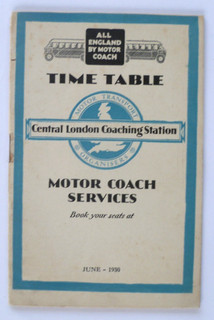 ALL
ENGLAND
BY MOTOR
COACH
TIME TABLE
MOTOR TRANSPORT
Central London Coaching Station
ORGANISERS
MOTOR COACH
SERVICES
Book your seats at
JUNE - 1930